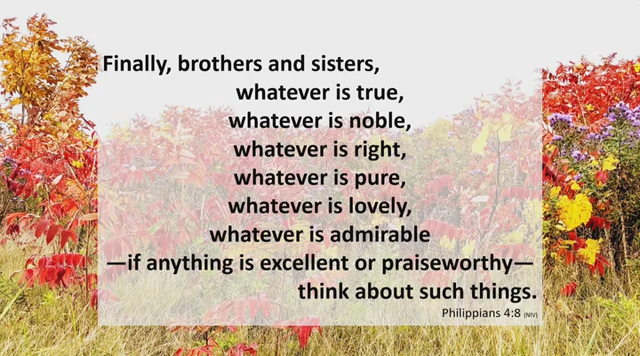 Finally, brothers and sisters,
whatever is true,
whatever is noble,
whatever is right,
whatever is pure,
whatever is lovely,
whatever is admirable
—if anything is excellent or praiseworthy—
think about such things.
Philippians 4:8 (NIV)